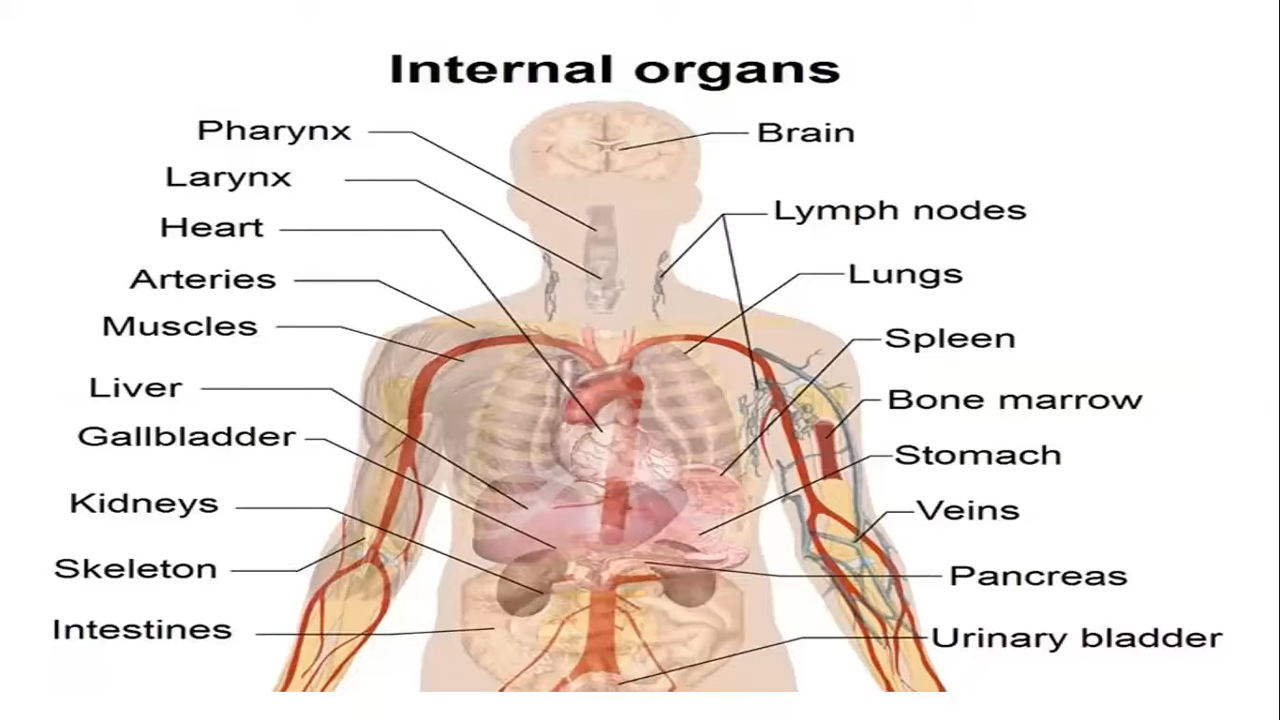 Internal organs
Pharynx
Larynx
Heart
Arteries
Muscles
Liver
Gallbladder
Kidneys
Skeleton
Intestines
Brain
Lymph nodes
Lungs
Spleen
Bone marrow
Stomach
Veins
Pancreas
Urinary bladder